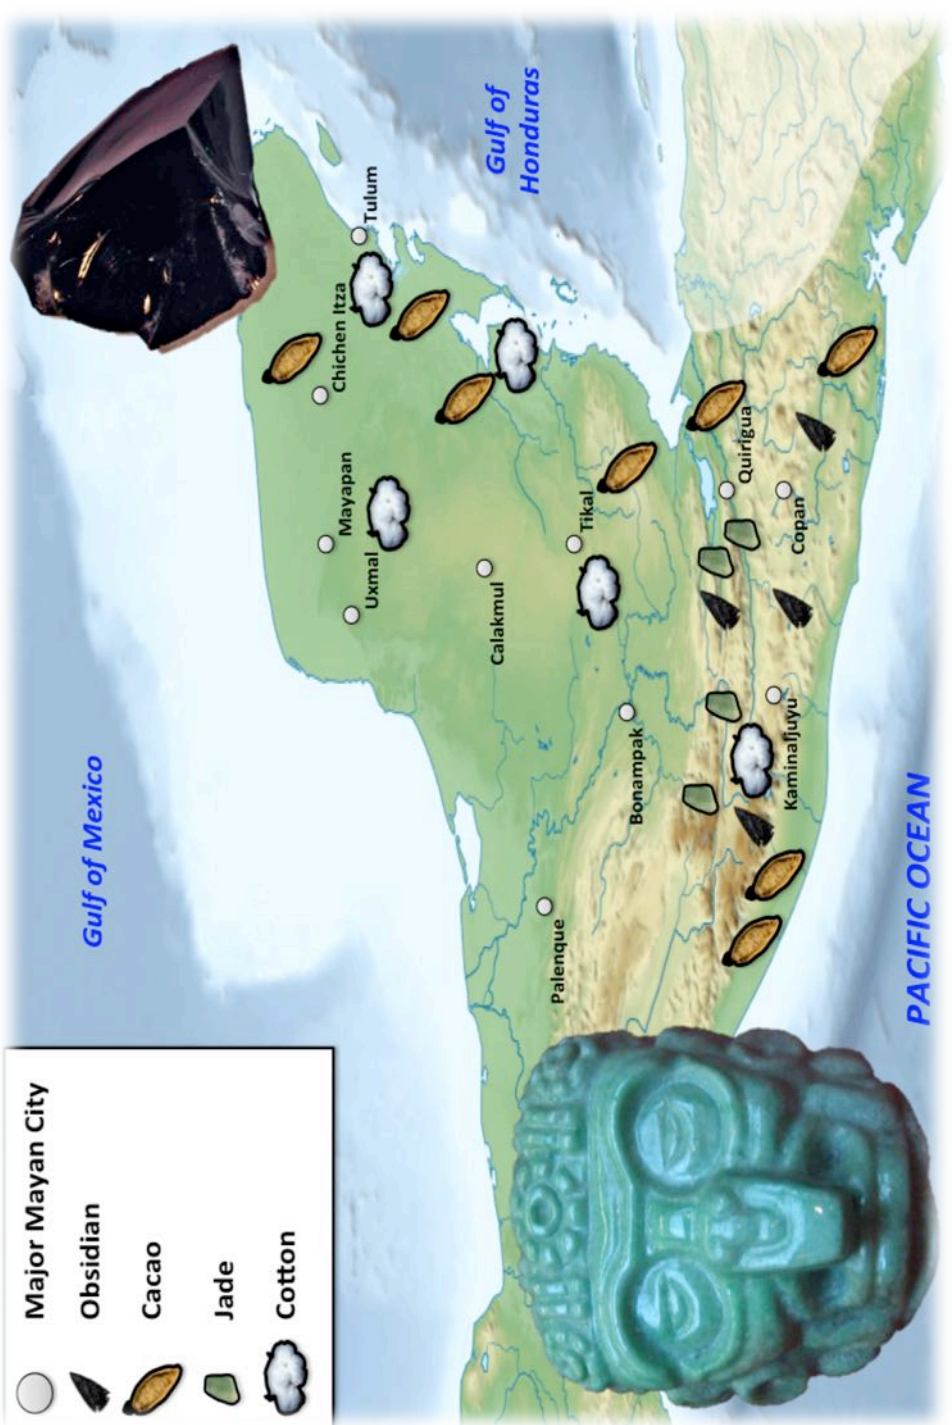 Major Mayan City
Obsidian
Cacao
Jade
Cotton
Gulf of Mexico
Gulf of
Honduras
Tulum
Chichen Itza
Mayapan
Uxmal
Calakmul
Tikal
Quirigua
Copan
Bonampak
Kaminaljuyu
Palenque
PACIFIC OCEAN